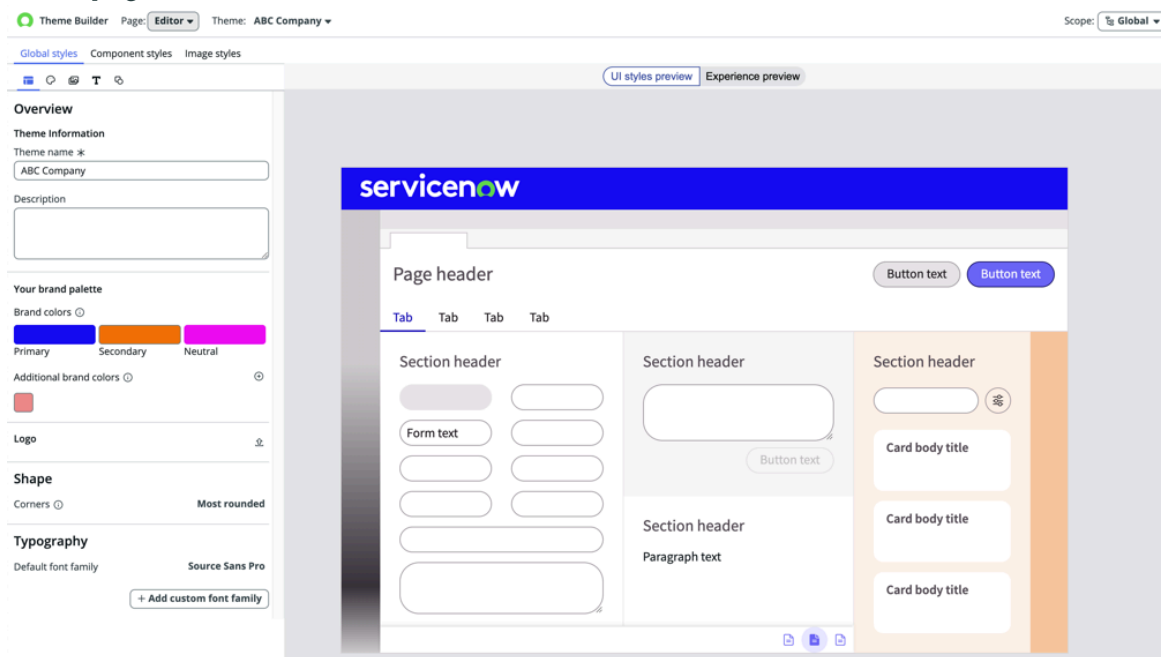 Theme Builder Page: Editor Theme: ABC Company Scope: Global
Global styles Component styles Image styles
UI styles preview Experience preview
Overview
Theme Information
Theme name *
ABC Company
Description
Your brand palette
Brand colors
Primary Secondary Neutral
Additional brand colors
Logo
Shape
Corners Most rounded
Typography
Default font family Source Sans Pro
+ Add custom font family
servicenow
Page header
Button text Button text
Tab Tab Tab Tab
Section header
Form text
Section header
Button text
Section header
Paragraph text
Section header
Card body title
Card body title
Card body title